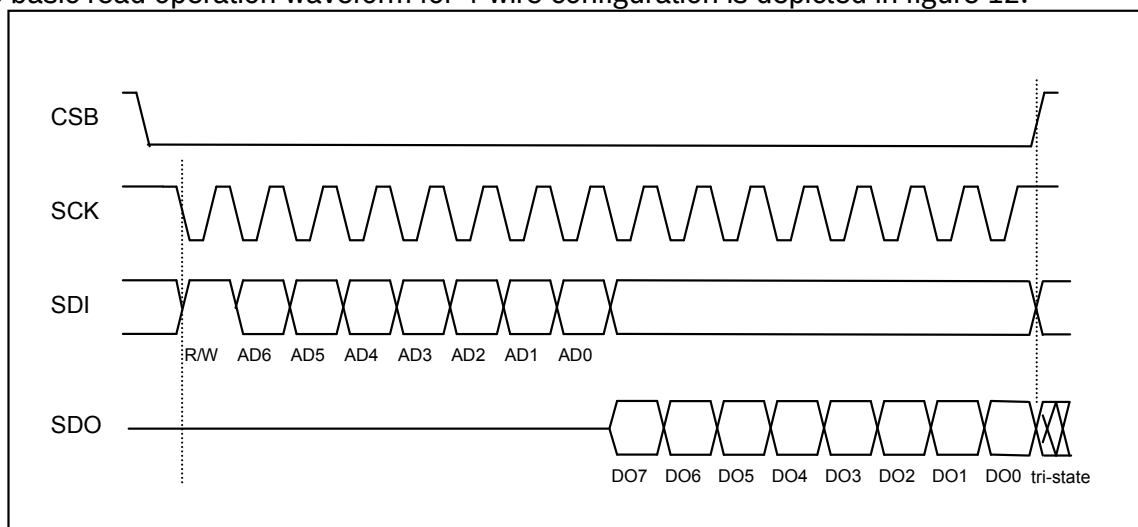 basic read operation waveform for 4-wire configuration is depicted in figure 12:
CSB
SCK
SDI
R/W AD6 AD5 AD4 AD3 AD2 AD1 AD0
SDO
DO7 DO6 DO5 DO4 DO3 DO2 DO1 DO0 tri-state